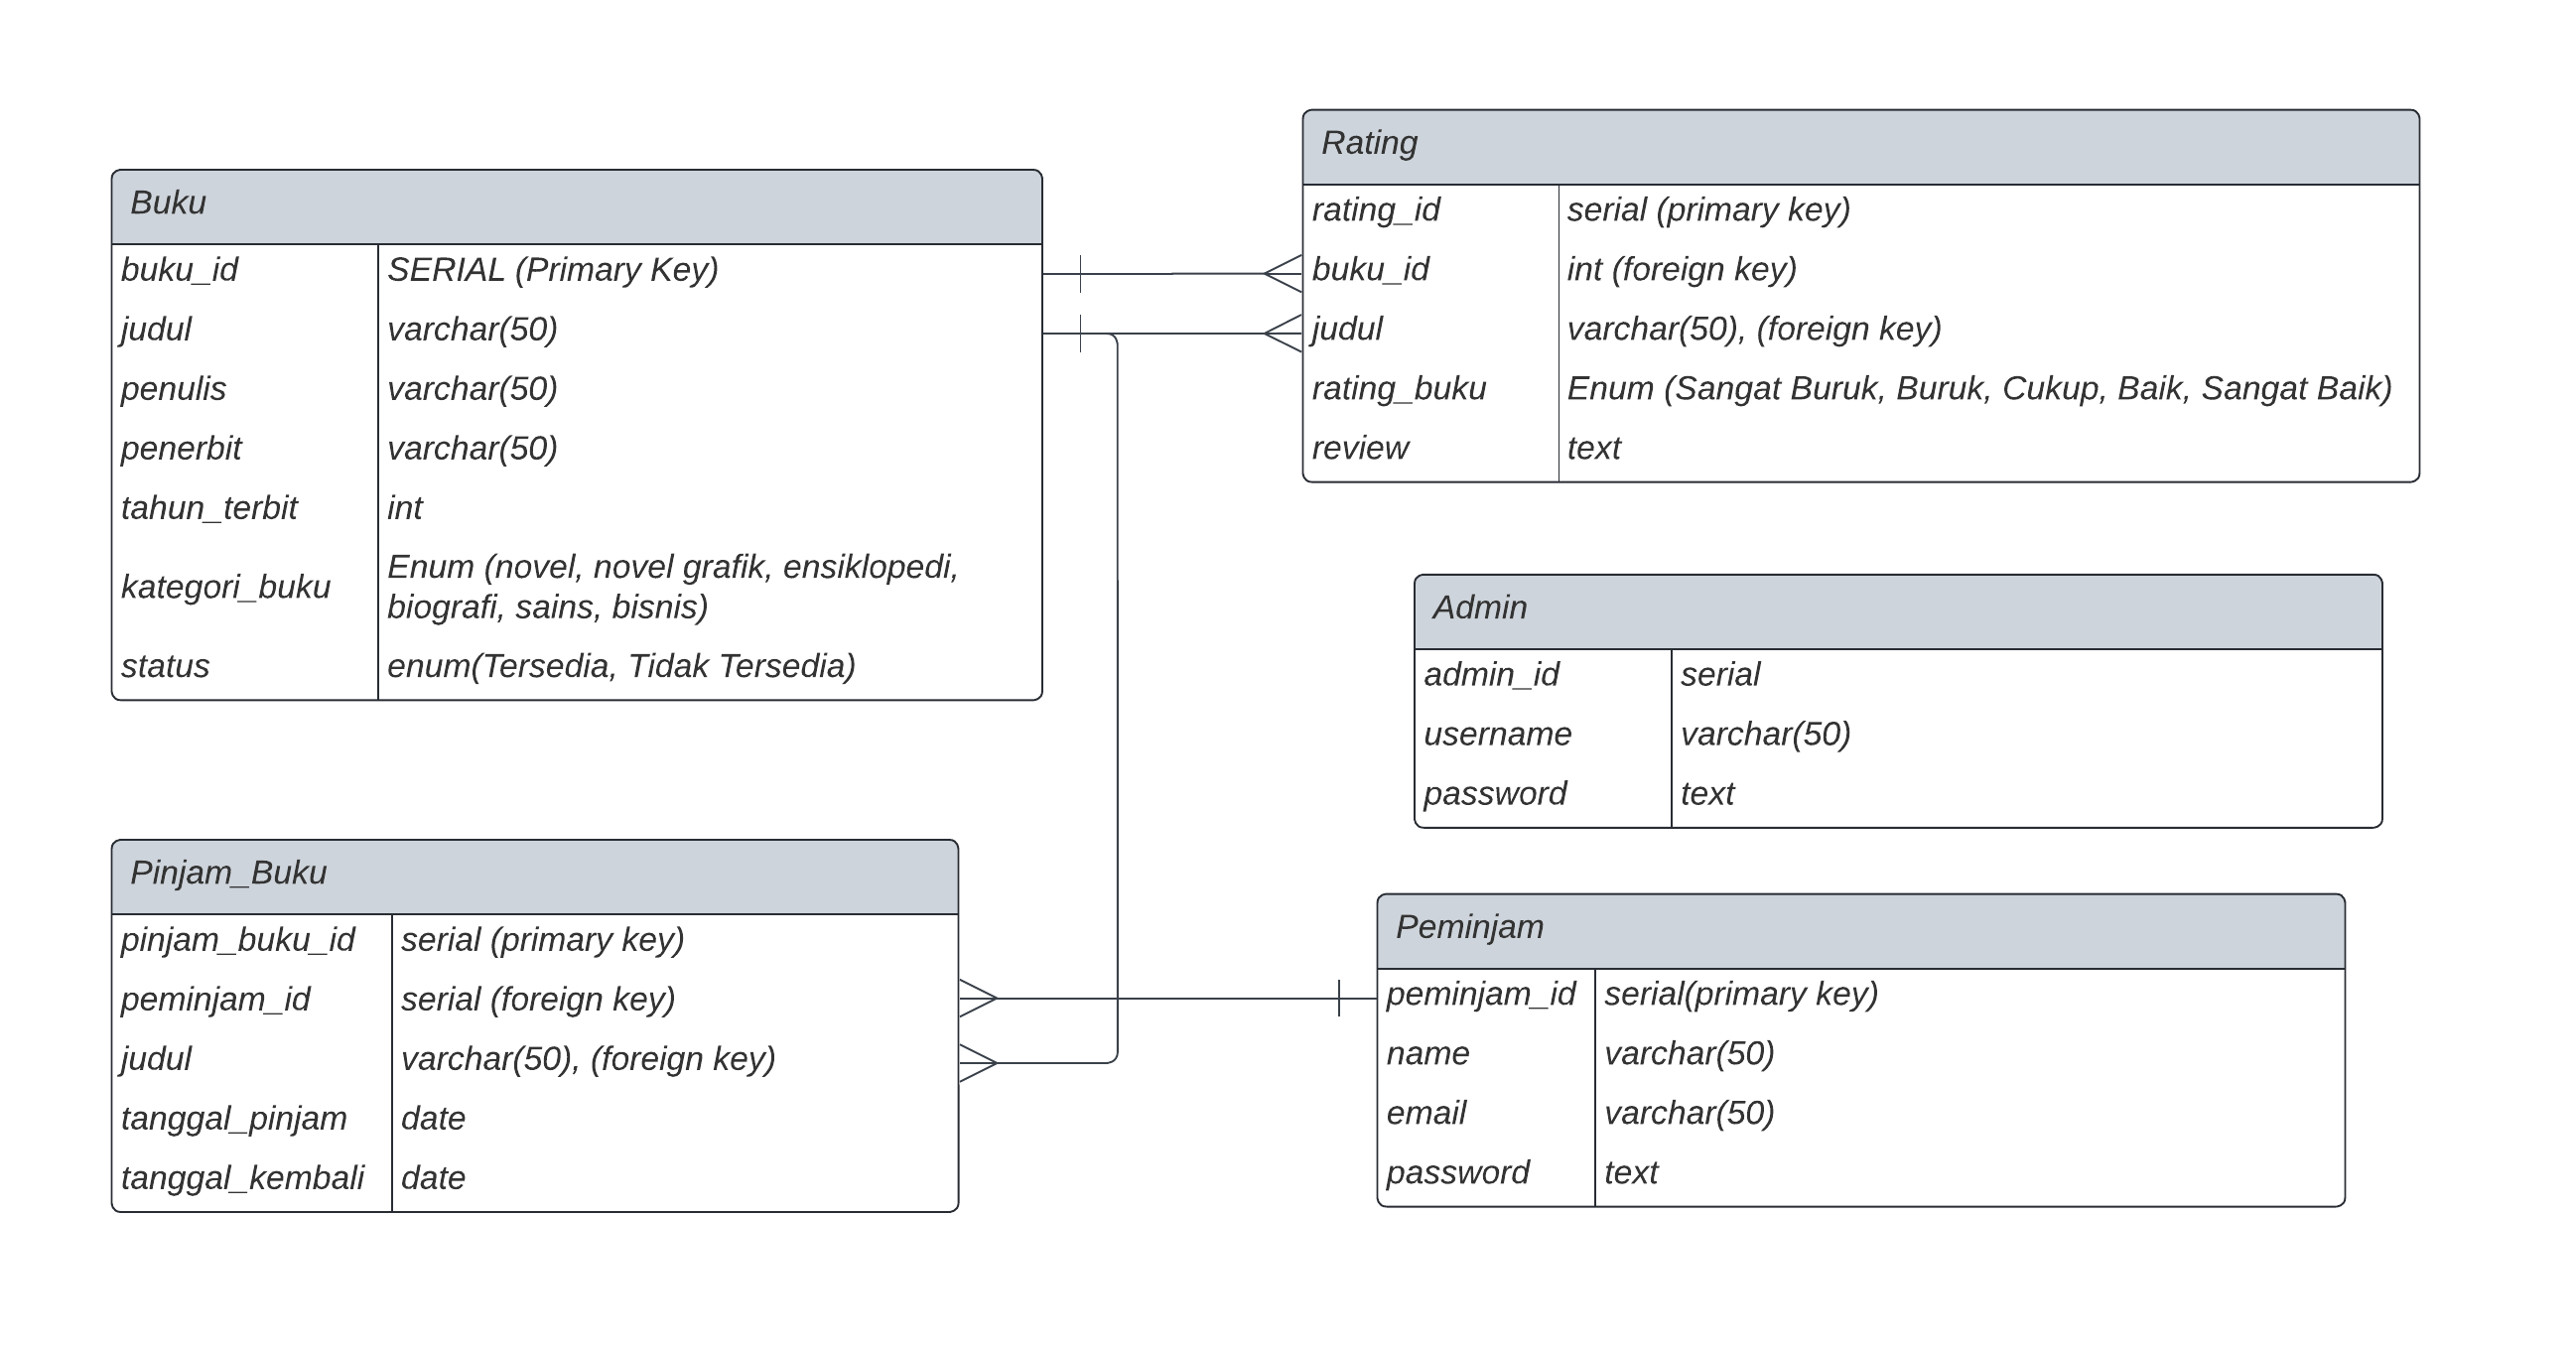 Buku
buku_id SERIAL (Primary Key)
judul varchar(50)
penulis varchar(50)
penerbit varchar(50)
tahun_terbit int
kategori_buku Enum (novel, novel grafik, ensiklopedi,
biografi, sains, bisnis)
status enum(Tersedia, Tidak Tersedia)
Rating
rating_id serial (primary key)
buku_id int (foreign key)
judul varchar(50), (foreign key)
rating_buku Enum (Sangat Buruk, Buruk, Cukup, Baik, Sangat Baik)
review text
Admin
admin_id serial
username varchar(50)
password text
Pinjam_Buku
pinjam_buku_id serial (primary key)
peminjam_id serial (foreign key)
judul varchar(50), (foreign key)
tanggal_pinjam date
tanggal_kembali date
Peminjam
peminjam_id serial(primary key)
name varchar(50)
email varchar(50)
password text